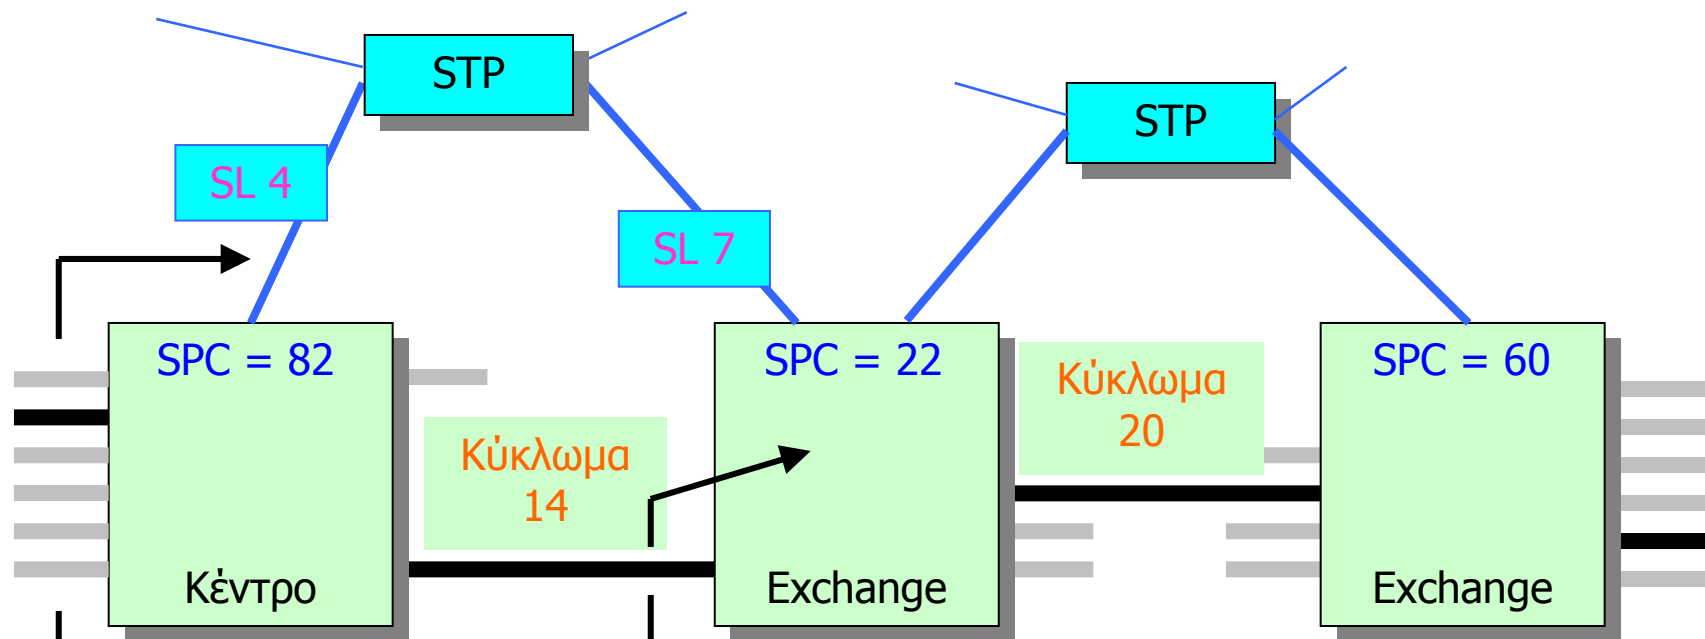 STP
STP
SL 4
SL 7
SPC = 82
SPC = 22
SPC = 60
Κύκλωμα
20
Κύκλωμα
14
Κέντρο
Exchange
Exchange